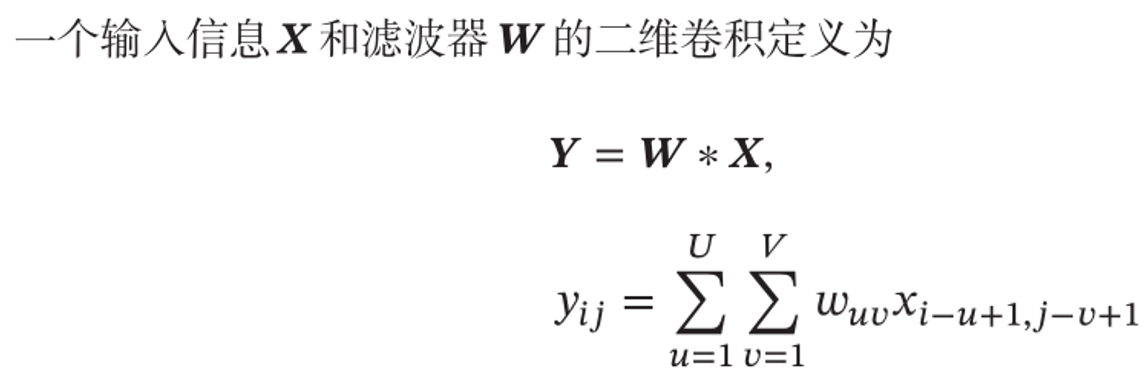 一个输入信息 X 和滤波器 W 的二维卷积定义为
Y = W * X,
y_{ij} = \sum_{u=1}^{U} \sum_{v=1}^{V} w_{uv} x_{i-u+1,j-v+1}